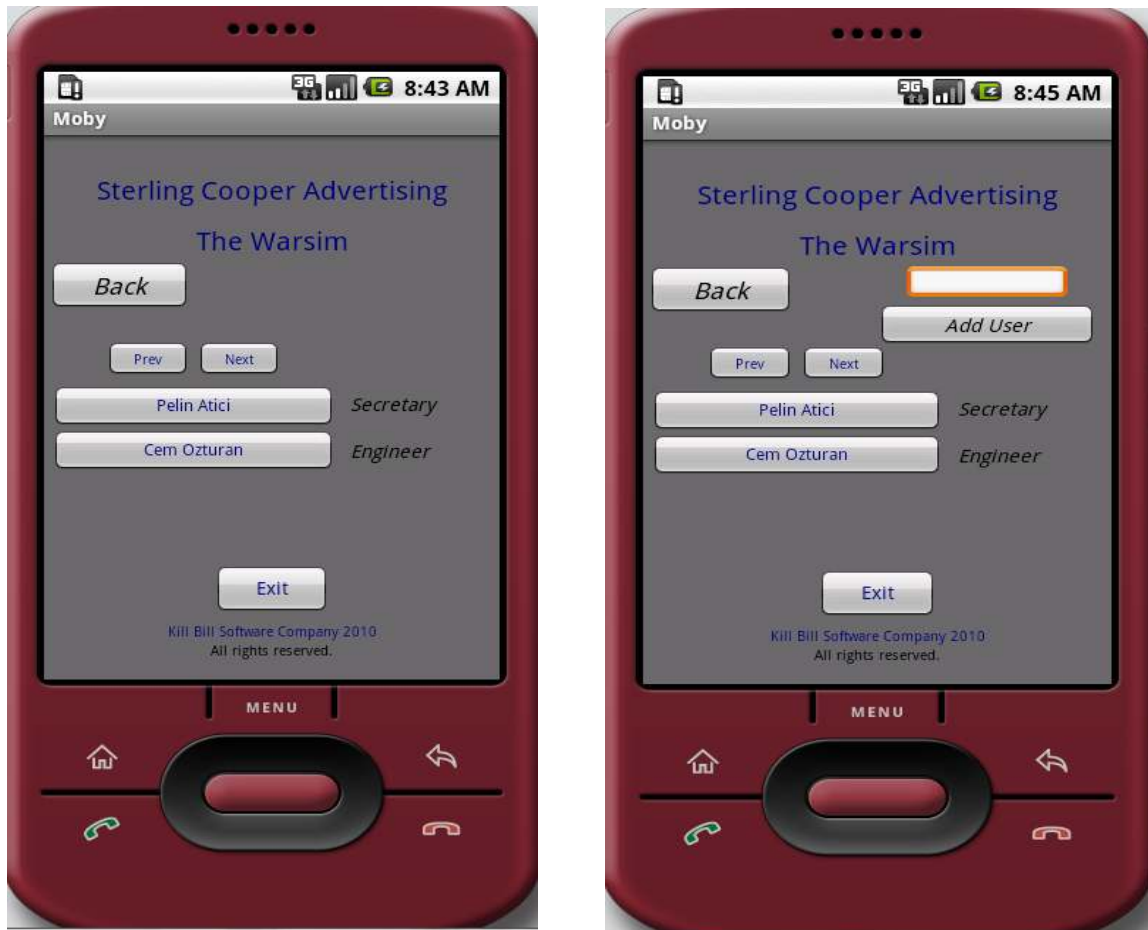 3G 8:43 AM
Moby
Sterling Cooper Advertising
The Warsim
Back
Prev Next
Pelin Atici Secretary
Cem Ozturan Engineer
Exit
Kill Bill Software Company 2010
All rights reserved.
MENU
3G 8:45 AM
Moby
Sterling Cooper Advertising
The Warsim
Back
Add User
Prev Next
Pelin Atici Secretary
Cem Ozturan Engineer
Exit
Kill Bill Software Company 2010
All rights reserved.
MENU